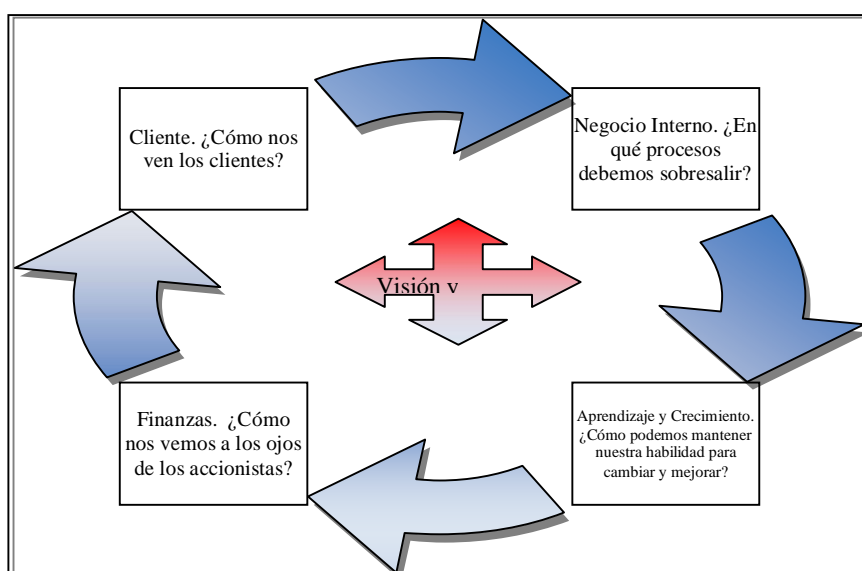 Cliente. ¿Cómo nos
ven los clientes?
Negocio Interno. ¿En
qué procesos
debemos sobresalir?
Visión y
Finanzas. ¿Cómo
nos vemos a los ojos
de los accionistas?
Aprendizaje y Crecimiento.
¿Cómo podemos mantener
nuestra habilidad para
cambiar y mejorar?